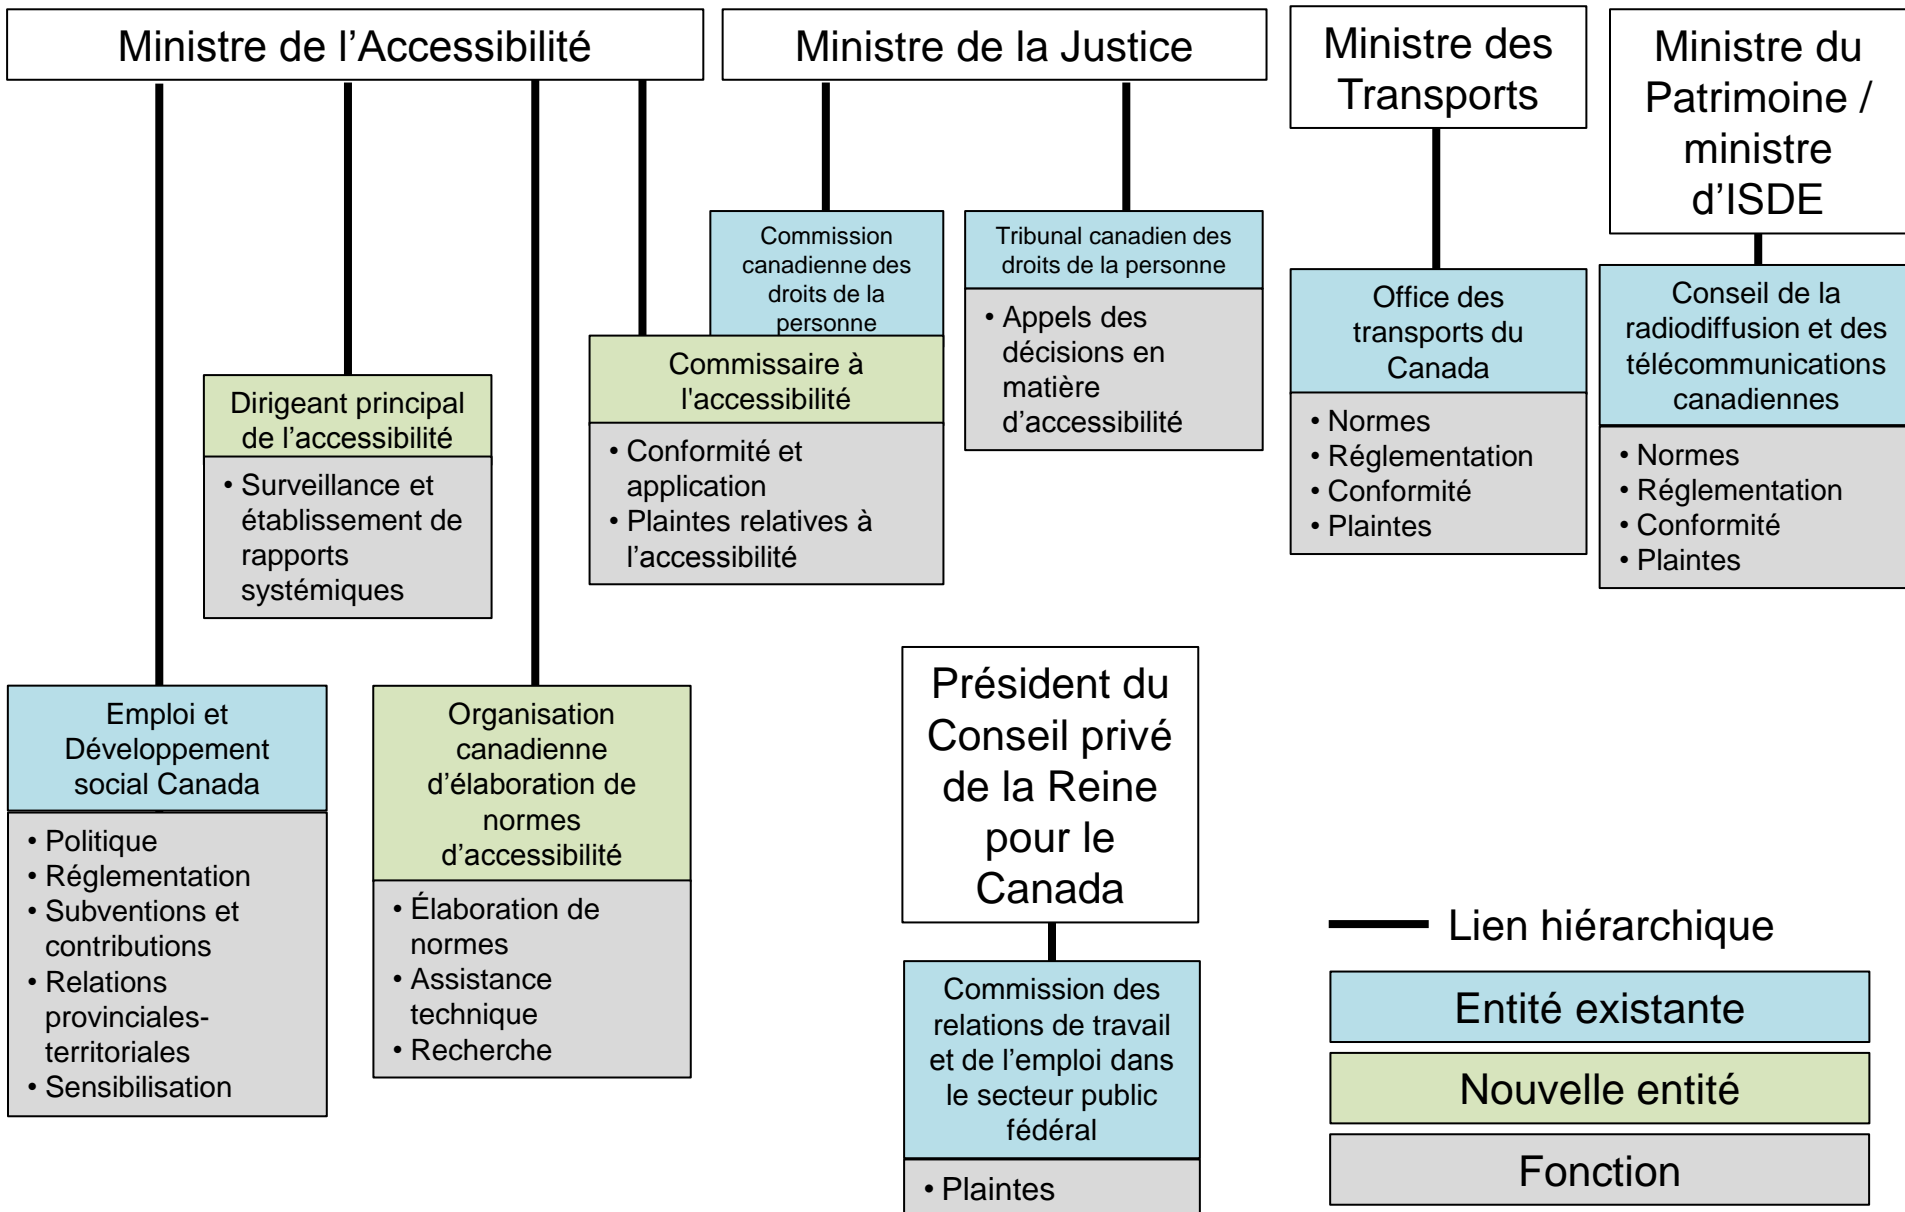 Ministre de l’Accessibilité
Ministre de la Justice
Ministre des
Transports
Ministre du
Patrimoine /
ministre
d’ISDE
Commission
canadienne des
droits de la
personne
Tribunal canadien des
droits de la personne
• Appels des
décisions en
matière
d’accessibilité
Office des
transports du
Canada
• Normes
• Réglementation
• Conformité
• Plaintes
Conseil de la
radiodiffusion et des
télécommunications
canadiennes
• Normes
• Réglementation
• Conformité
• Plaintes
Commissaire à
l'accessibilité
• Conformité et
application
• Plaintes relatives à
l’accessibilité
Dirigeant principal
de l’accessibilité
• Surveillance et
établissement de
rapports
systémiques
Emploi et
Développement
social Canada
• Politique
• Réglementation
• Subventions et
contributions
• Relations
provinciales-
territoriales
• Sensibilisation
Organisation
canadienne
d’élaboration de
normes
d’accessibilité
• Élaboration de
normes
• Assistance
technique
• Recherche
Président du
Conseil privé
de la Reine
pour le
Canada
Commission des
relations de travail
et de l’emploi dans
le secteur public
fédéral
• Plaintes
Lien hiérarchique
Entité existante
Nouvelle entité
Fonction